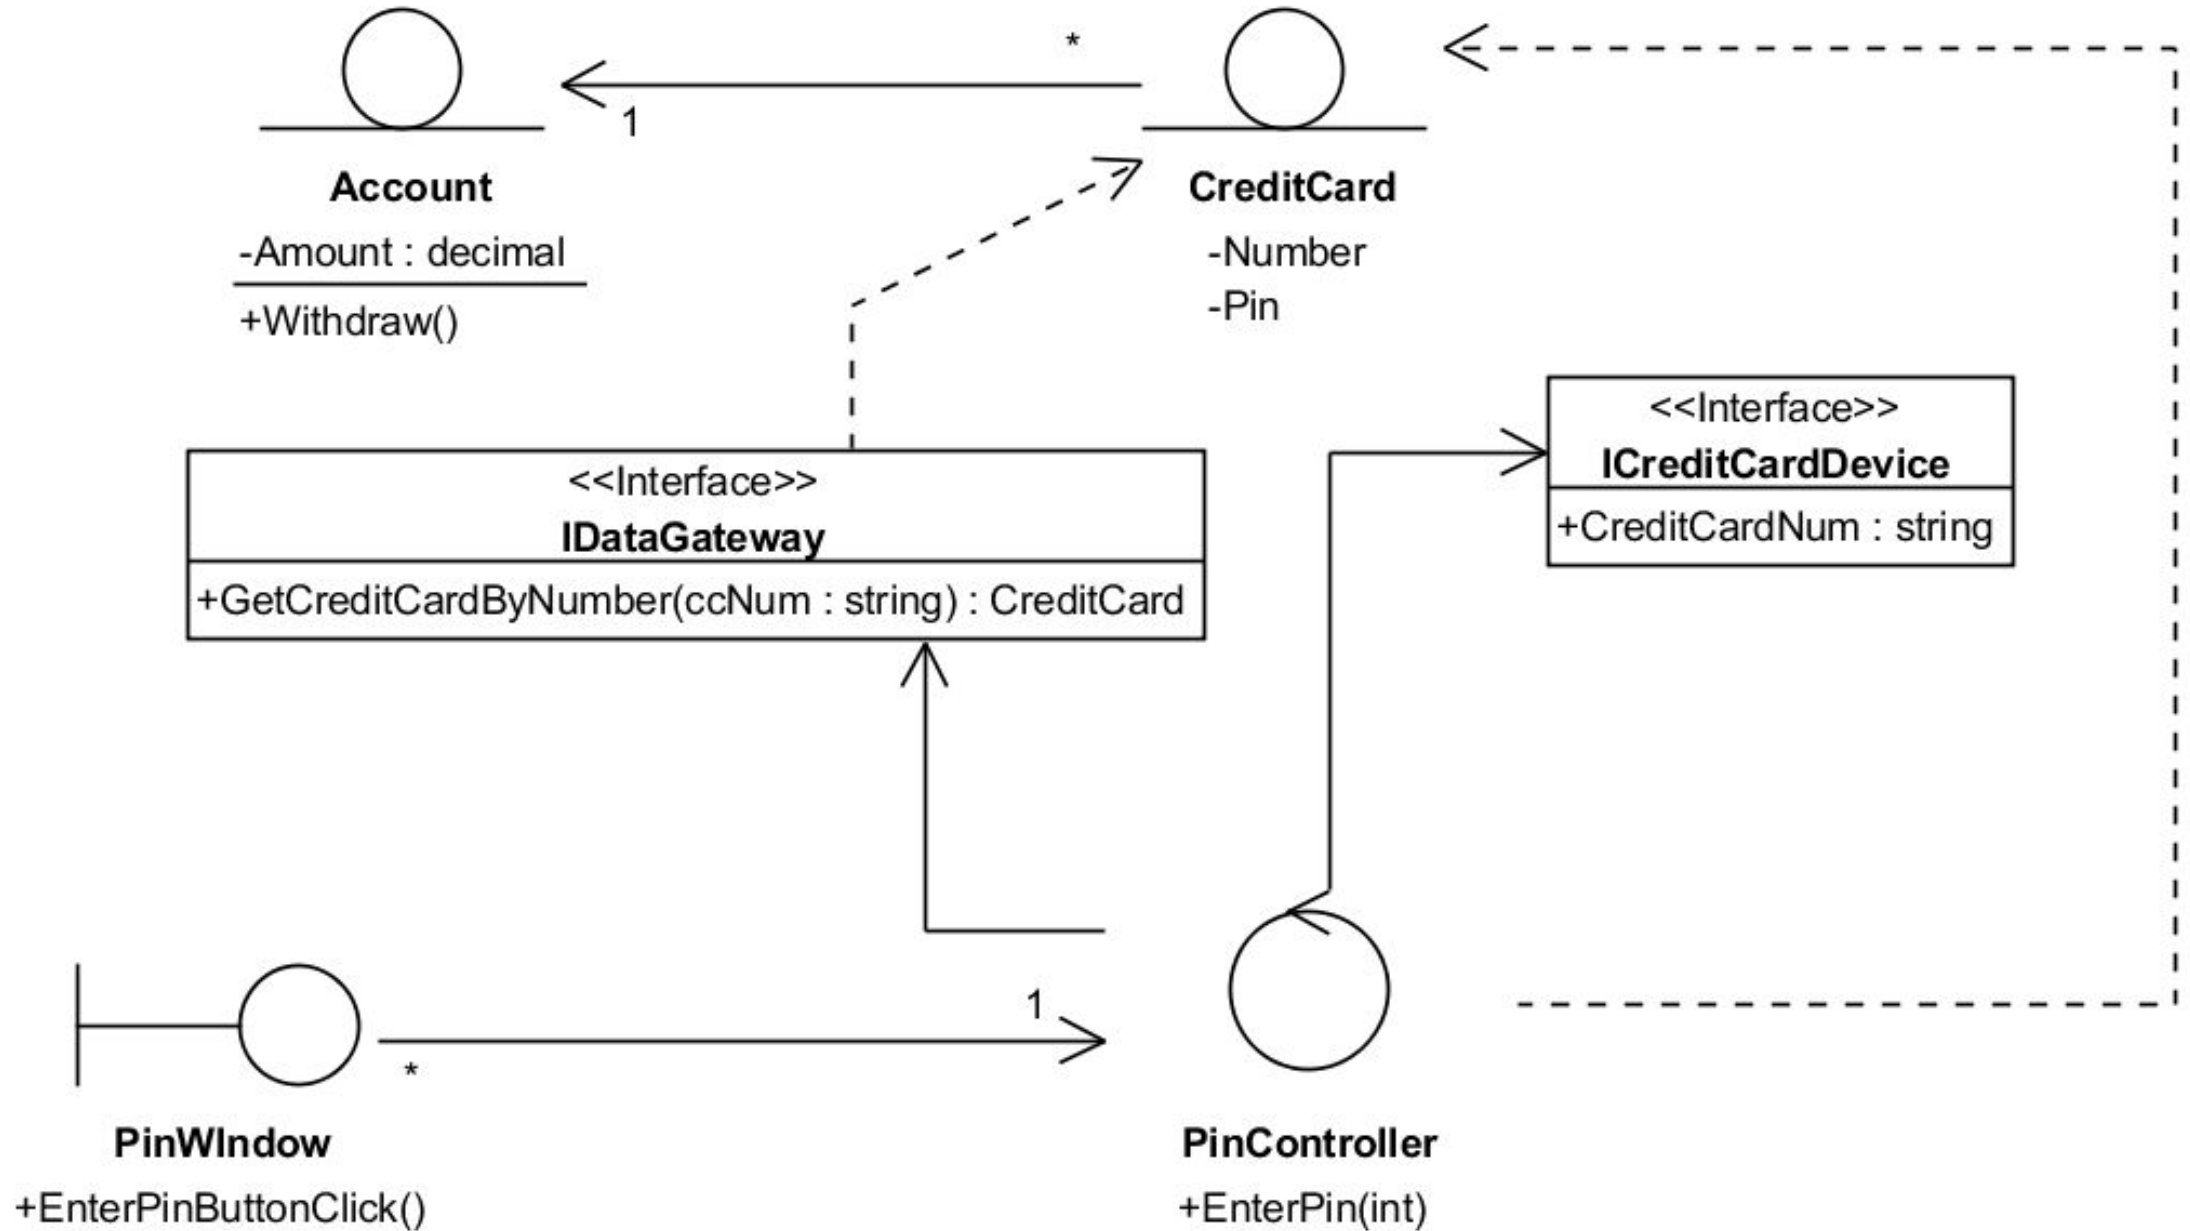 *
1
Account
CreditCard
-Amount : decimal
+Withdraw()
-Number
-Pin
<<Interface>>
ICreditCardDevice
+CreditCardNum : string
<<Interface>>
IDataGateway
+GetCreditCardByNumber(ccNum : string) : CreditCard
1
*
PinWIndow
+EnterPinButtonClick()
PinController
+EnterPin(int)